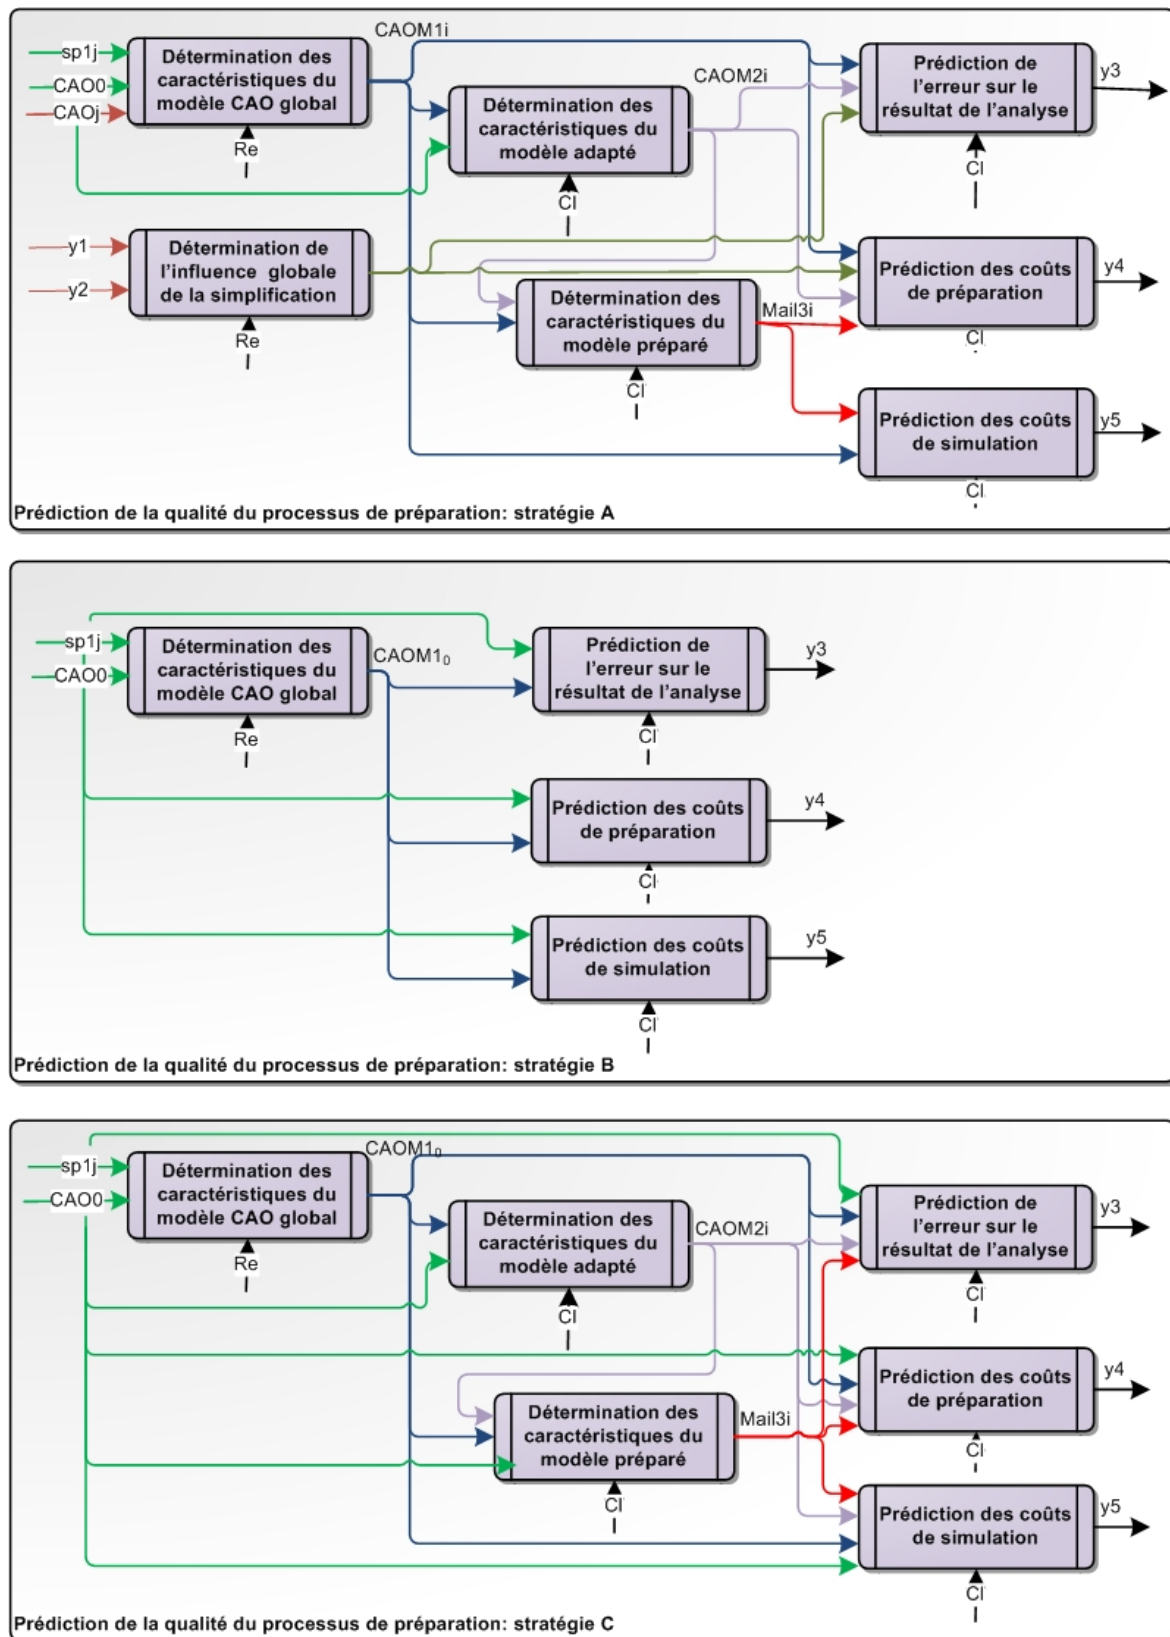 CAOM1i
sp1j
CAO0
CAOj
Détermination des
caractéristiques du
modèle CAO global
Re
CAOM2i
Détermination des
caractéristiques du
modèle adapté
Cl
Prédiction de
l'erreur sur le
résultat de l'analyse
y3
Cl
y1
y2
Détermination de
l'influence globale
de la simplification
Re
Détermination des
caractéristiques du
modèle préparé
Cl
Mail3i
Prédiction des coûts
de préparation
y4
Cl
Prédiction des coûts
de simulation
y5
Cl
Prédiction de la qualité du processus de préparation: stratégie A
sp1j
CAO0
Détermination des
caractéristiques du
modèle CAO global
Re
CAOM1₀
Prédiction de
l'erreur sur le
résultat de l'analyse
y3
Cl
Prédiction des coûts
de préparation
y4
Cl
Prédiction des coûts
de simulation
y5
Cl
Prédiction de la qualité du processus de préparation: stratégie B
sp1j
CAO0
Détermination des
caractéristiques du
modèle CAO global
Re
CAOM1₀
Détermination des
caractéristiques du
modèle adapté
Cl
CAOM2i
Prédiction de
l'erreur sur le
résultat de l'analyse
y3
Cl
Détermination des
caractéristiques du
modèle préparé
Cl
Mail3i
Prédiction des coûts
de préparation
y4
Cl
Prédiction des coûts
de simulation
y5
Cl
Prédiction de la qualité du processus de préparation: stratégie C